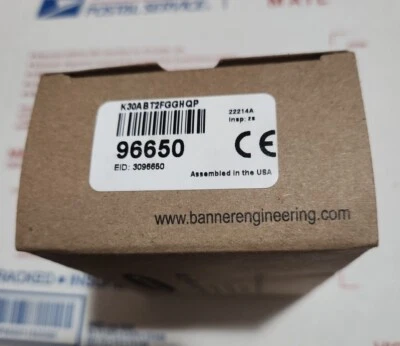 POSTAL SERVICE
K30ABT2FGGHQP
22214A
Insp: zs
96650
CE
EID: 3096650
Assembled in the USA
www.bannerengineering.com